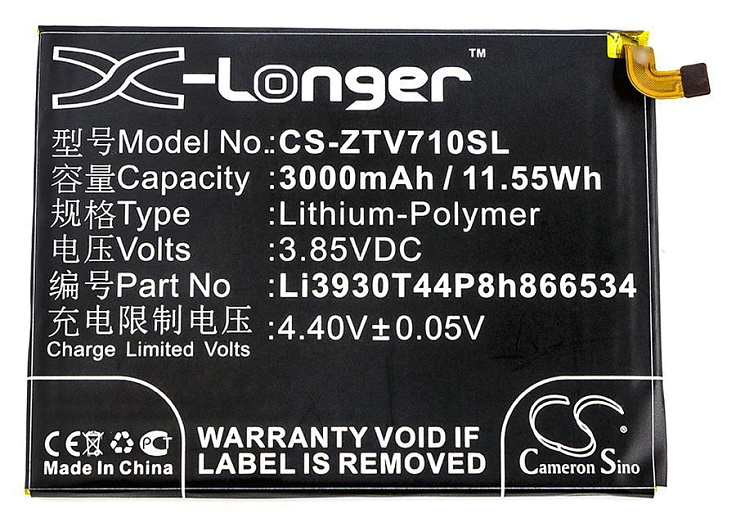 X-Longer™
型号Model No.:CS-ZTV710SL
容量Capacity :3000mAh / 11.55Wh
规格Type :Lithium-Polymer
电压Volts :3.85VDC
编号Part No :Li3930T44P8h866534
充电限制电压 :4.40V±0.05V
Charge Limited Volts
CE PCT
Made In China
WARRANTY VOID IF
LABEL IS REMOVED
CS®
Cameron Sino